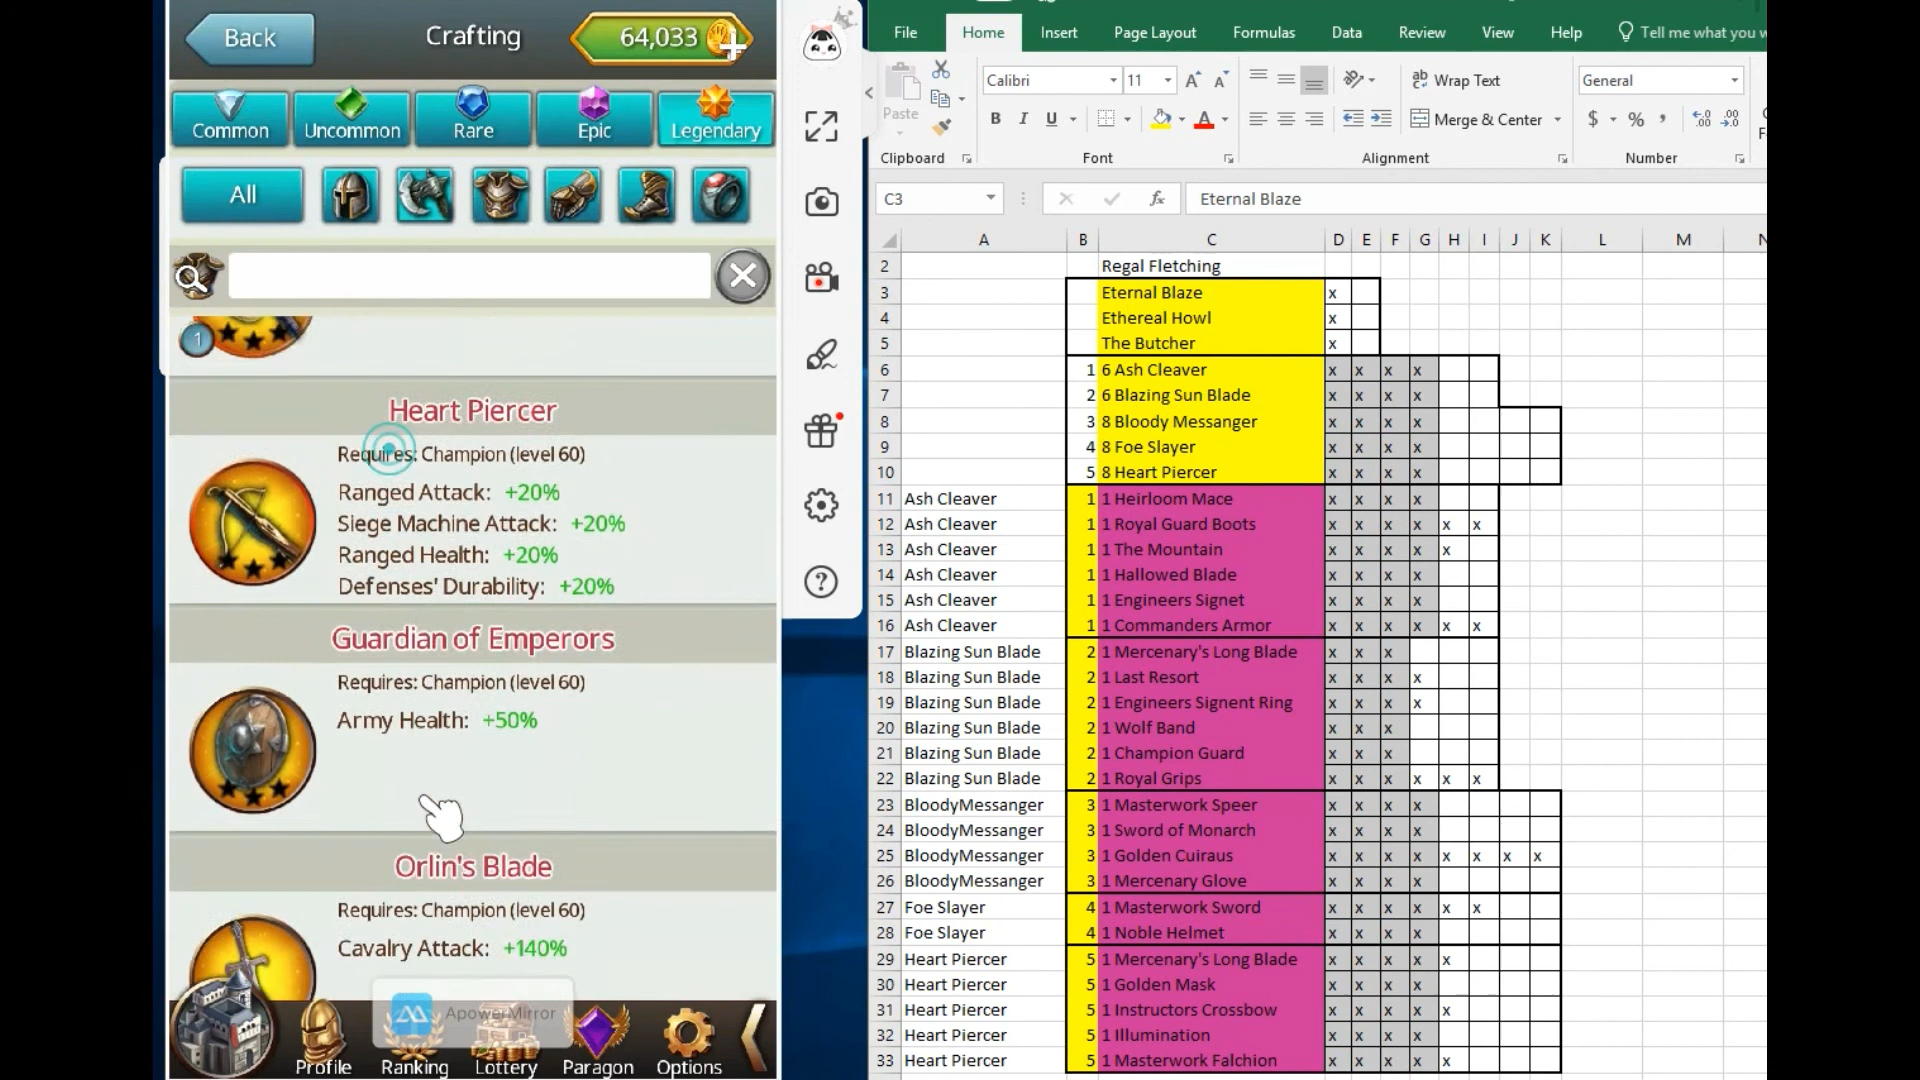 Back
Crafting
64,033
Common
Uncommon
Rare
Epic
Legendary
All
1
Heart Piercer
Requires: Champion (level 60)
Ranged Attack: +20%
Siege Machine Attack: +20%
Ranged Health: +20%
Defenses' Durability: +20%
Guardian of Emperors
Requires: Champion (level 60)
Army Health: +50%
Orlin's Blade
Requires: Champion (level 60)
Cavalry Attack: +140%
ApowerMirror
Profile
Ranking
Lottery
Paragon
Options
File Home Insert Page Layout Formulas Data Review View Help Tell me what you w
Paste
Calibri 11
B I U
Wrap Text
Merge & Center
General
$ % ,
Clipboard Font Alignment Number
C3 fx Eternal Blaze
A B C D E F G H I J K L M N
2 Regal Fletching
3 Eternal Blaze x
4 Ethereal Howl x
5 The Butcher x
6 1 6 Ash Cleaver x x x x
7 2 6 Blazing Sun Blade x x x x
8 3 8 Bloody Messanger x x x x
9 4 8 Foe Slayer x x x x
10 5 8 Heart Piercer x x x x
11 Ash Cleaver 1 1 Heirloom Mace x x x x
12 Ash Cleaver 1 1 Royal Guard Boots x x x x x x
13 Ash Cleaver 1 1 The Mountain x x x x x
14 Ash Cleaver 1 1 Hallowed Blade x x x x
15 Ash Cleaver 1 1 Engineers Signet x x x x
16 Ash Cleaver 1 1 Commanders Armor x x x x x x
17 Blazing Sun Blade 2 1 Mercenary's Long Blade x x x
18 Blazing Sun Blade 2 1 Last Resort x x x x
19 Blazing Sun Blade 2 1 Engineers Signent Ring x x x x
20 Blazing Sun Blade 2 1 Wolf Band x x x
21 Blazing Sun Blade 2 1 Champion Guard x x x
22 Blazing Sun Blade 2 1 Royal Grips x x x x x x
23 BloodyMessanger 3 1 Masterwork Speer x x x x
24 BloodyMessanger 3 1 Sword of Monarch x x x x
25 BloodyMessanger 3 1 Golden Cuiraus x x x x x x x x
26 BloodyMessanger 3 1 Mercenary Glove x x x x
27 Foe Slayer 4 1 Masterwork Sword x x x x x x
28 Foe Slayer 4 1 Noble Helmet x x x x
29 Heart Piercer 5 1 Mercenary's Long Blade x x x x x
30 Heart Piercer 5 1 Golden Mask x x x x
31 Heart Piercer 5 1 Instructors Crossbow x x x x x
32 Heart Piercer 5 1 Illumination x x x x
33 Heart Piercer 5 1 Masterwork Falchion x x x x x